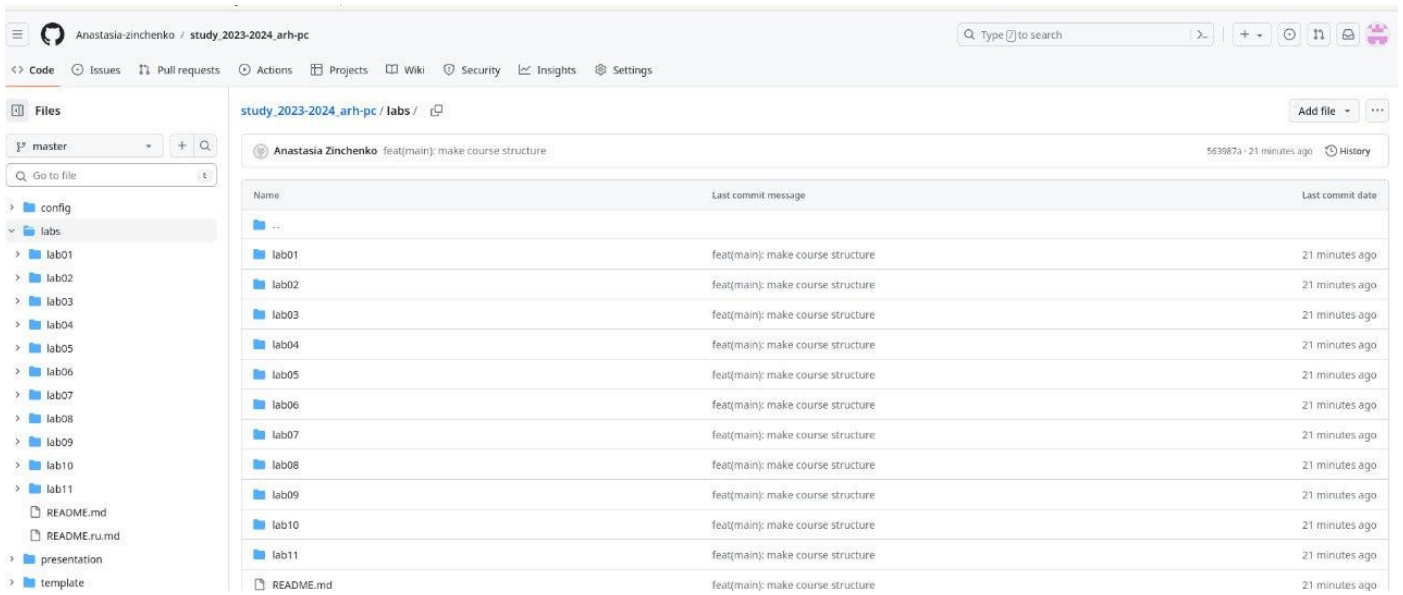 Anastasia-zinchenko / study_2023-2024_arh-pc
Type / to search
Code Issues Pull requests Actions Projects Wiki Security Insights Settings
Files
master
Go to file
t
config
labs
lab01
lab02
lab03
lab04
lab05
lab06
lab07
lab08
lab09
lab10
lab11
README.md
README.ru.md
presentation
template
study_2023-2024_arh-pc / labs /
Add file
Anastasia Zinchenko feat(main): make course structure 563987a · 21 minutes ago History
Name Last commit message Last commit date
..
lab01 feat(main): make course structure 21 minutes ago
lab02 feat(main): make course structure 21 minutes ago
lab03 feat(main): make course structure 21 minutes ago
lab04 feat(main): make course structure 21 minutes ago
lab05 feat(main): make course structure 21 minutes ago
lab06 feat(main): make course structure 21 minutes ago
lab07 feat(main): make course structure 21 minutes ago
lab08 feat(main): make course structure 21 minutes ago
lab09 feat(main): make course structure 21 minutes ago
lab10 feat(main): make course structure 21 minutes ago
lab11 feat(main): make course structure 21 minutes ago
README.md feat(main): make course structure 21 minutes ago